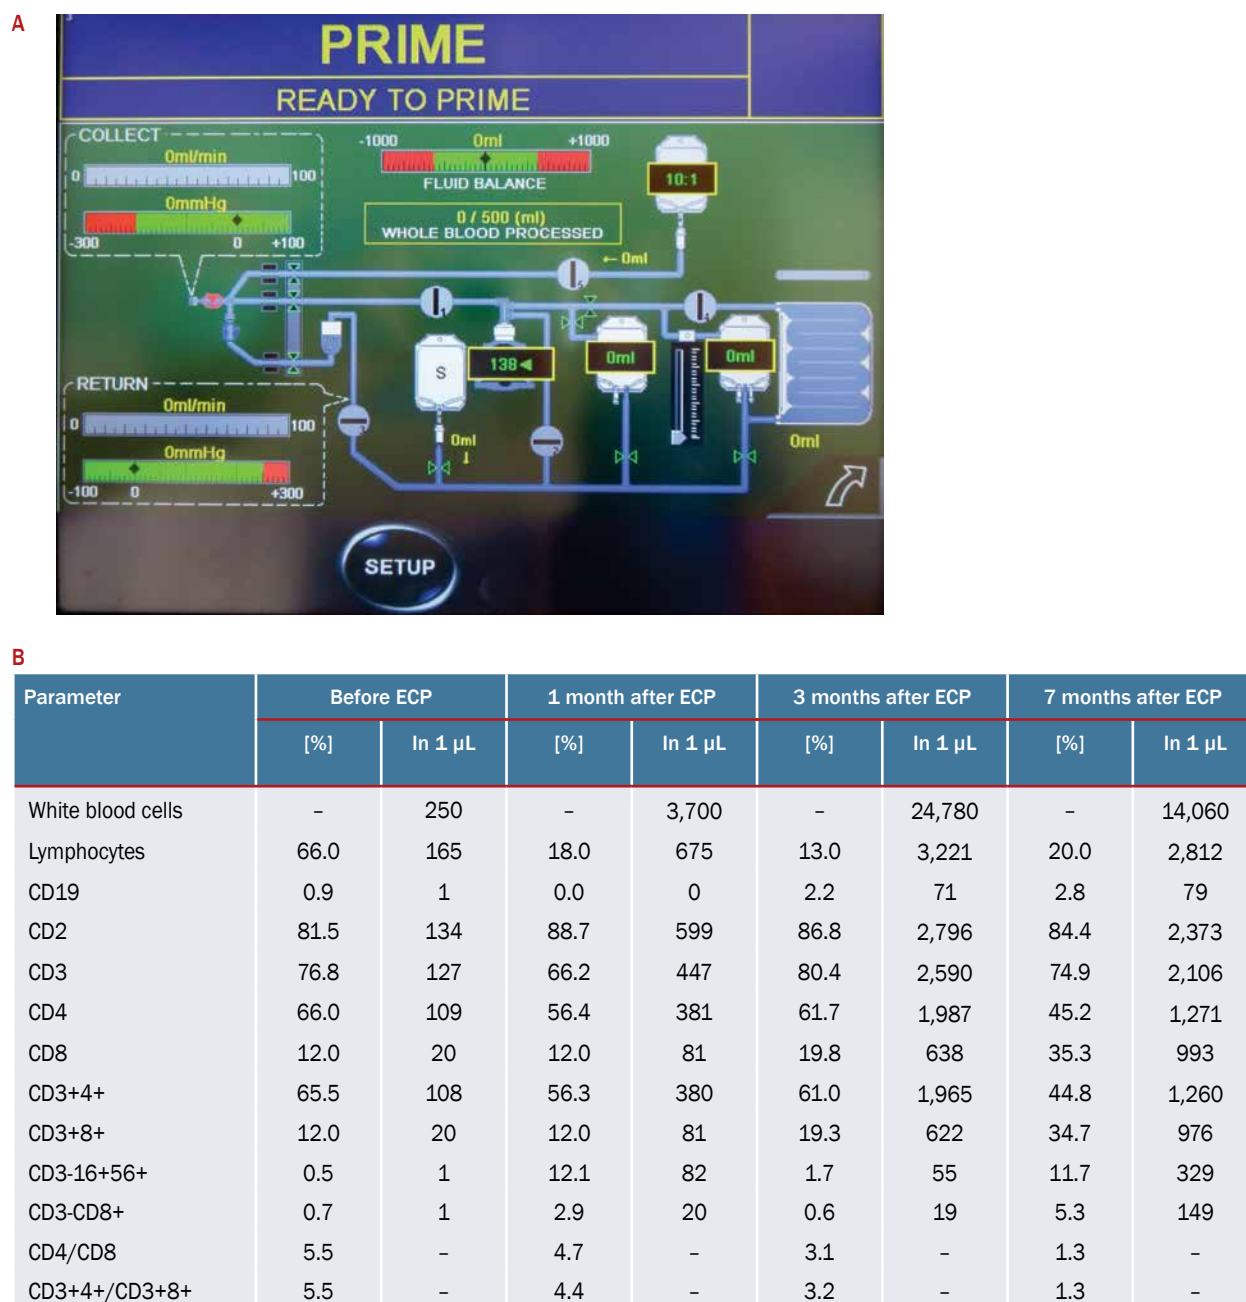 A
PRIME
READY TO PRIME
COLLECT
0ml/min
0 100
0mmHg
-300 0 +100
-1000 0ml +1000
FLUID BALANCE
0 / 500 (ml)
WHOLE BLOOD PROCESSED
10:1
← 0ml
5
1
4
S
138◄
0ml
0ml
RETURN
0ml/min
0 100
0mmHg
-100 0 +300
3
0ml
↓
2
0ml
SETUP
B
Parameter Before ECP 1 month after ECP 3 months after ECP 7 months after ECP
[%] In 1 µL [%] In 1 µL [%] In 1 µL [%] In 1 µL
White blood cells – 250 – 3,700 – 24,780 – 14,060
Lymphocytes 66.0 165 18.0 675 13.0 3,221 20.0 2,812
CD19 0.9 1 0.0 0 2.2 71 2.8 79
CD2 81.5 134 88.7 599 86.8 2,796 84.4 2,373
CD3 76.8 127 66.2 447 80.4 2,590 74.9 2,106
CD4 66.0 109 56.4 381 61.7 1,987 45.2 1,271
CD8 12.0 20 12.0 81 19.8 638 35.3 993
CD3+4+ 65.5 108 56.3 380 61.0 1,965 44.8 1,260
CD3+8+ 12.0 20 12.0 81 19.3 622 34.7 976
CD3-16+56+ 0.5 1 12.1 82 1.7 55 11.7 329
CD3-CD8+ 0.7 1 2.9 20 0.6 19 5.3 149
CD4/CD8 5.5 – 4.7 – 3.1 – 1.3 –
CD3+4+/CD3+8+ 5.5 – 4.4 – 3.2 – 1.3 –